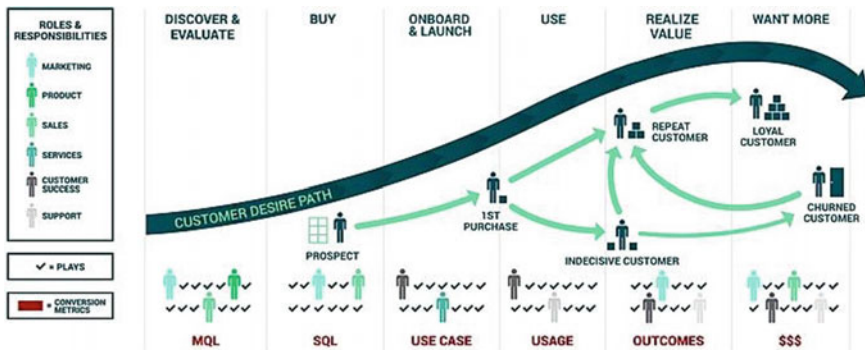 ROLES &
RESPONSIBILITIES
MARKETING
PRODUCT
SALES
SERVICES
CUSTOMER
SUCCESS
SUPPORT
✓ = PLAYS
= CONVERSION
METRICS
DISCOVER &
EVALUATE
BUY
ONBOARD
& LAUNCH
USE
REALIZE
VALUE
WANT MORE
CUSTOMER DESIRE PATH
PROSPECT
1ST
PURCHASE
INDECISIVE CUSTOMER
REPEAT
CUSTOMER
LOYAL
CUSTOMER
CHURNED
CUSTOMER
MQL
SQL
USE CASE
USAGE
OUTCOMES
$$$